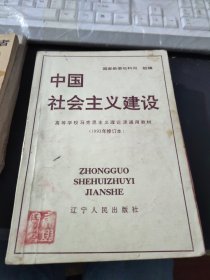 国家教委社科司 组编
中国
社会主义建设
高等学校马克思主义理论课通用教材
(1993年修订本)
ZHONGGUO
SHEHUIZHUYI
JIANSHE
辽宁人民出版社